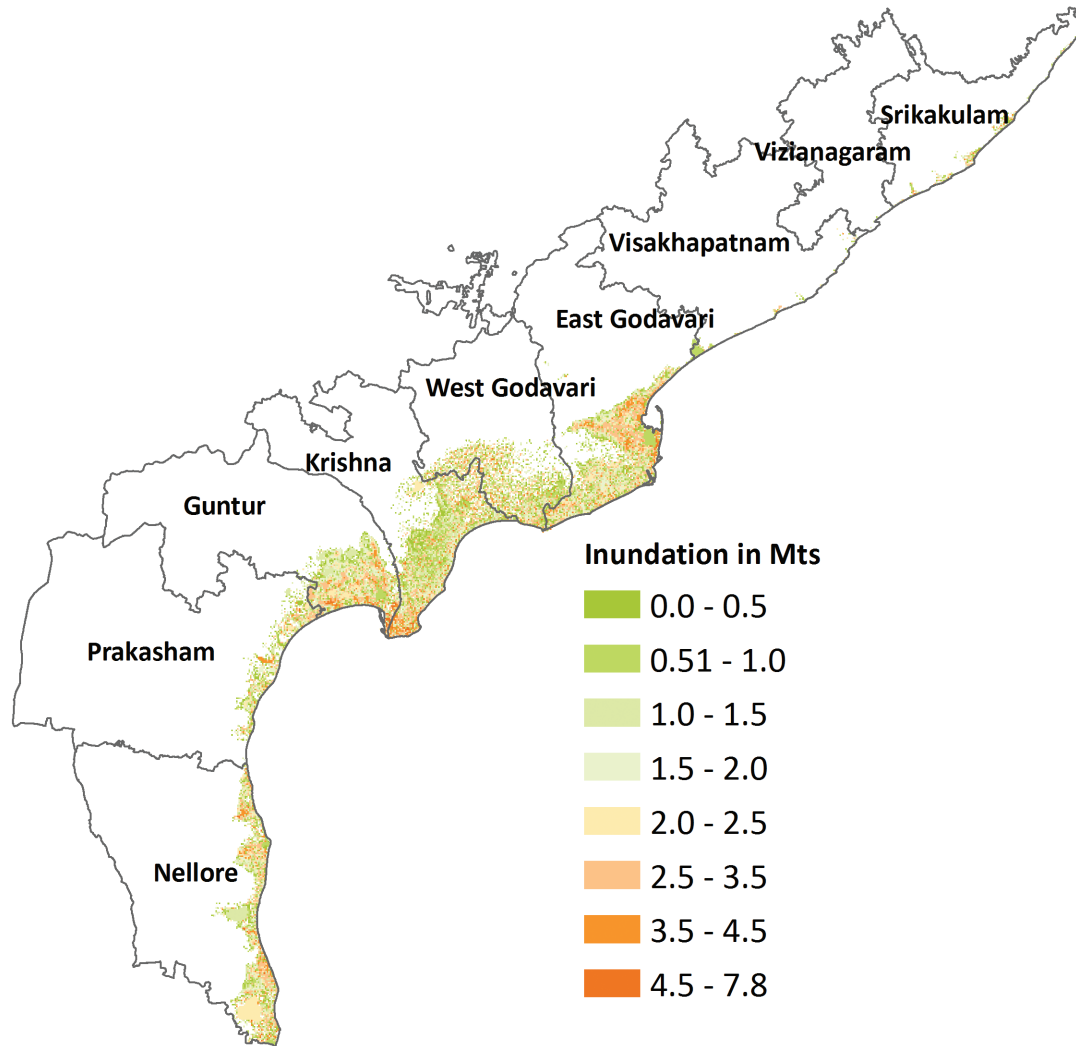 Srikakulam
Vizianagaram
Visakhapatnam
East Godavari
West Godavari
Krishna
Guntur
Prakasham
Nellore
Inundation in Mts
0.0 - 0.5
0.51 - 1.0
1.0 - 1.5
1.5 - 2.0
2.0 - 2.5
2.5 - 3.5
3.5 - 4.5
4.5 - 7.8